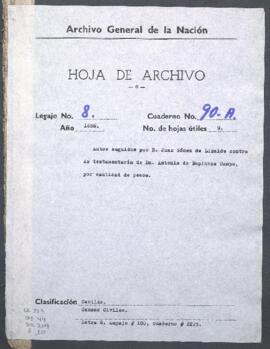 Archivo General de la Nación
HOJA DE ARCHIVO
Legajo No. 8. Cuaderno No. 90-A.
Año 1688. No. de hojas útiles 9.
Autos seguidos por D. Juan Gómez de contra
la testamentaria de Dn. Antonio de Espinoza Campo,
por cantidad de pesos.
Clasificación Cabildo.
Causas Civiles.
Letra G. Legajo # 100, cuaderno #